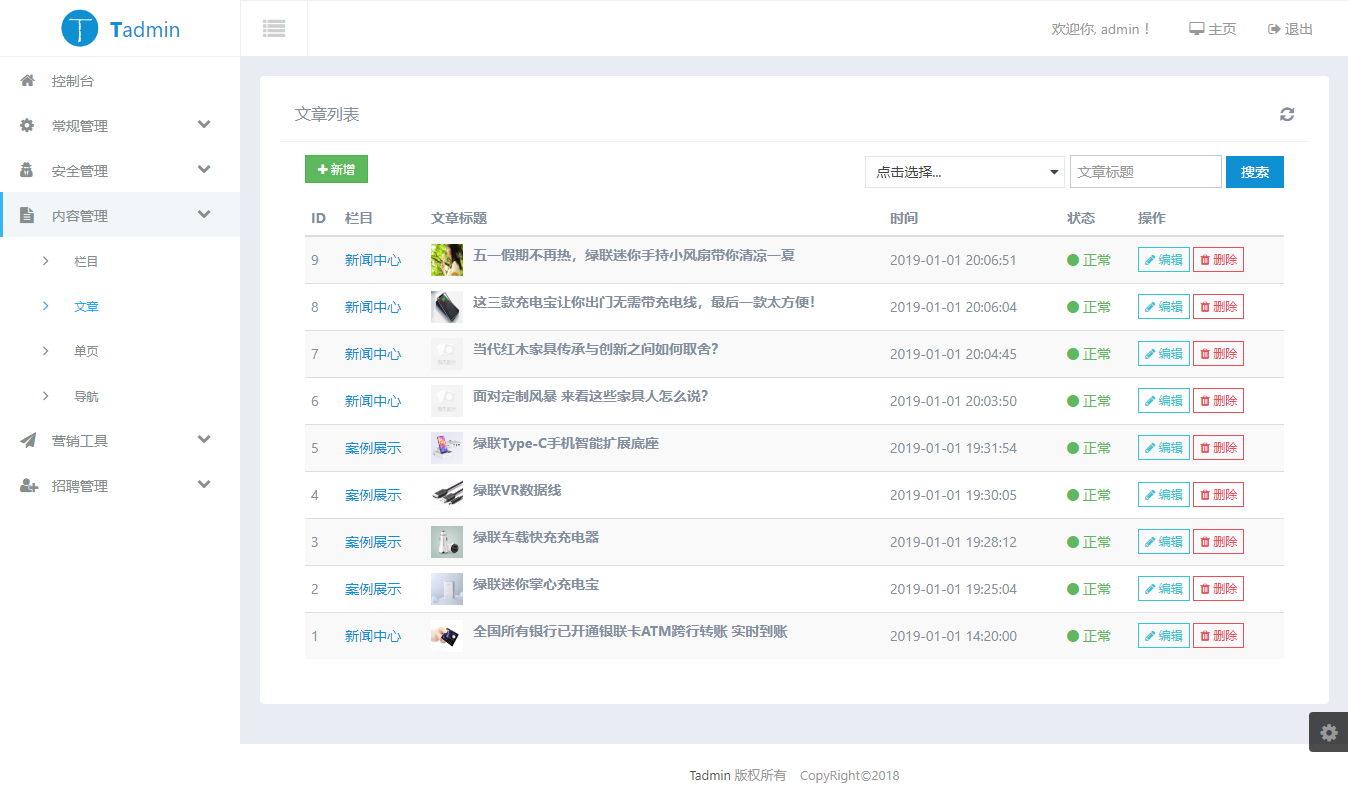 Tadmin
欢迎你, admin！ 主页 退出
控制台
常规管理
安全管理
内容管理
栏目
文章
单页
导航
营销工具
招聘管理
文章列表
新增 点击选择... 文章标题 搜索
ID 栏目 文章标题 时间 状态 操作
9 新闻中心 五一假期不再热，绿联迷你手持小风扇带你清凉一夏 2019-01-01 20:06:51 正常 编辑 删除
8 新闻中心 这三款充电宝让你出门无需带充电线，最后一款太方便！ 2019-01-01 20:06:04 正常 编辑 删除
7 新闻中心 当代红木家具传承与创新之间如何取舍？ 2019-01-01 20:04:45 正常 编辑 删除
6 新闻中心 面对定制风暴 来看这些家具人怎么说？ 2019-01-01 20:03:50 正常 编辑 删除
5 案例展示 绿联Type-C手机智能扩展底座 2019-01-01 19:31:54 正常 编辑 删除
4 案例展示 绿联VR数据线 2019-01-01 19:30:05 正常 编辑 删除
3 案例展示 绿联车载快充充电器 2019-01-01 19:28:12 正常 编辑 删除
2 案例展示 绿联迷你掌心充电宝 2019-01-01 19:25:04 正常 编辑 删除
1 新闻中心 全国所有银行已开通银联卡ATM跨行转账 实时到账 2019-01-01 14:20:00 正常 编辑 删除
Tadmin 版权所有 CopyRight©2018